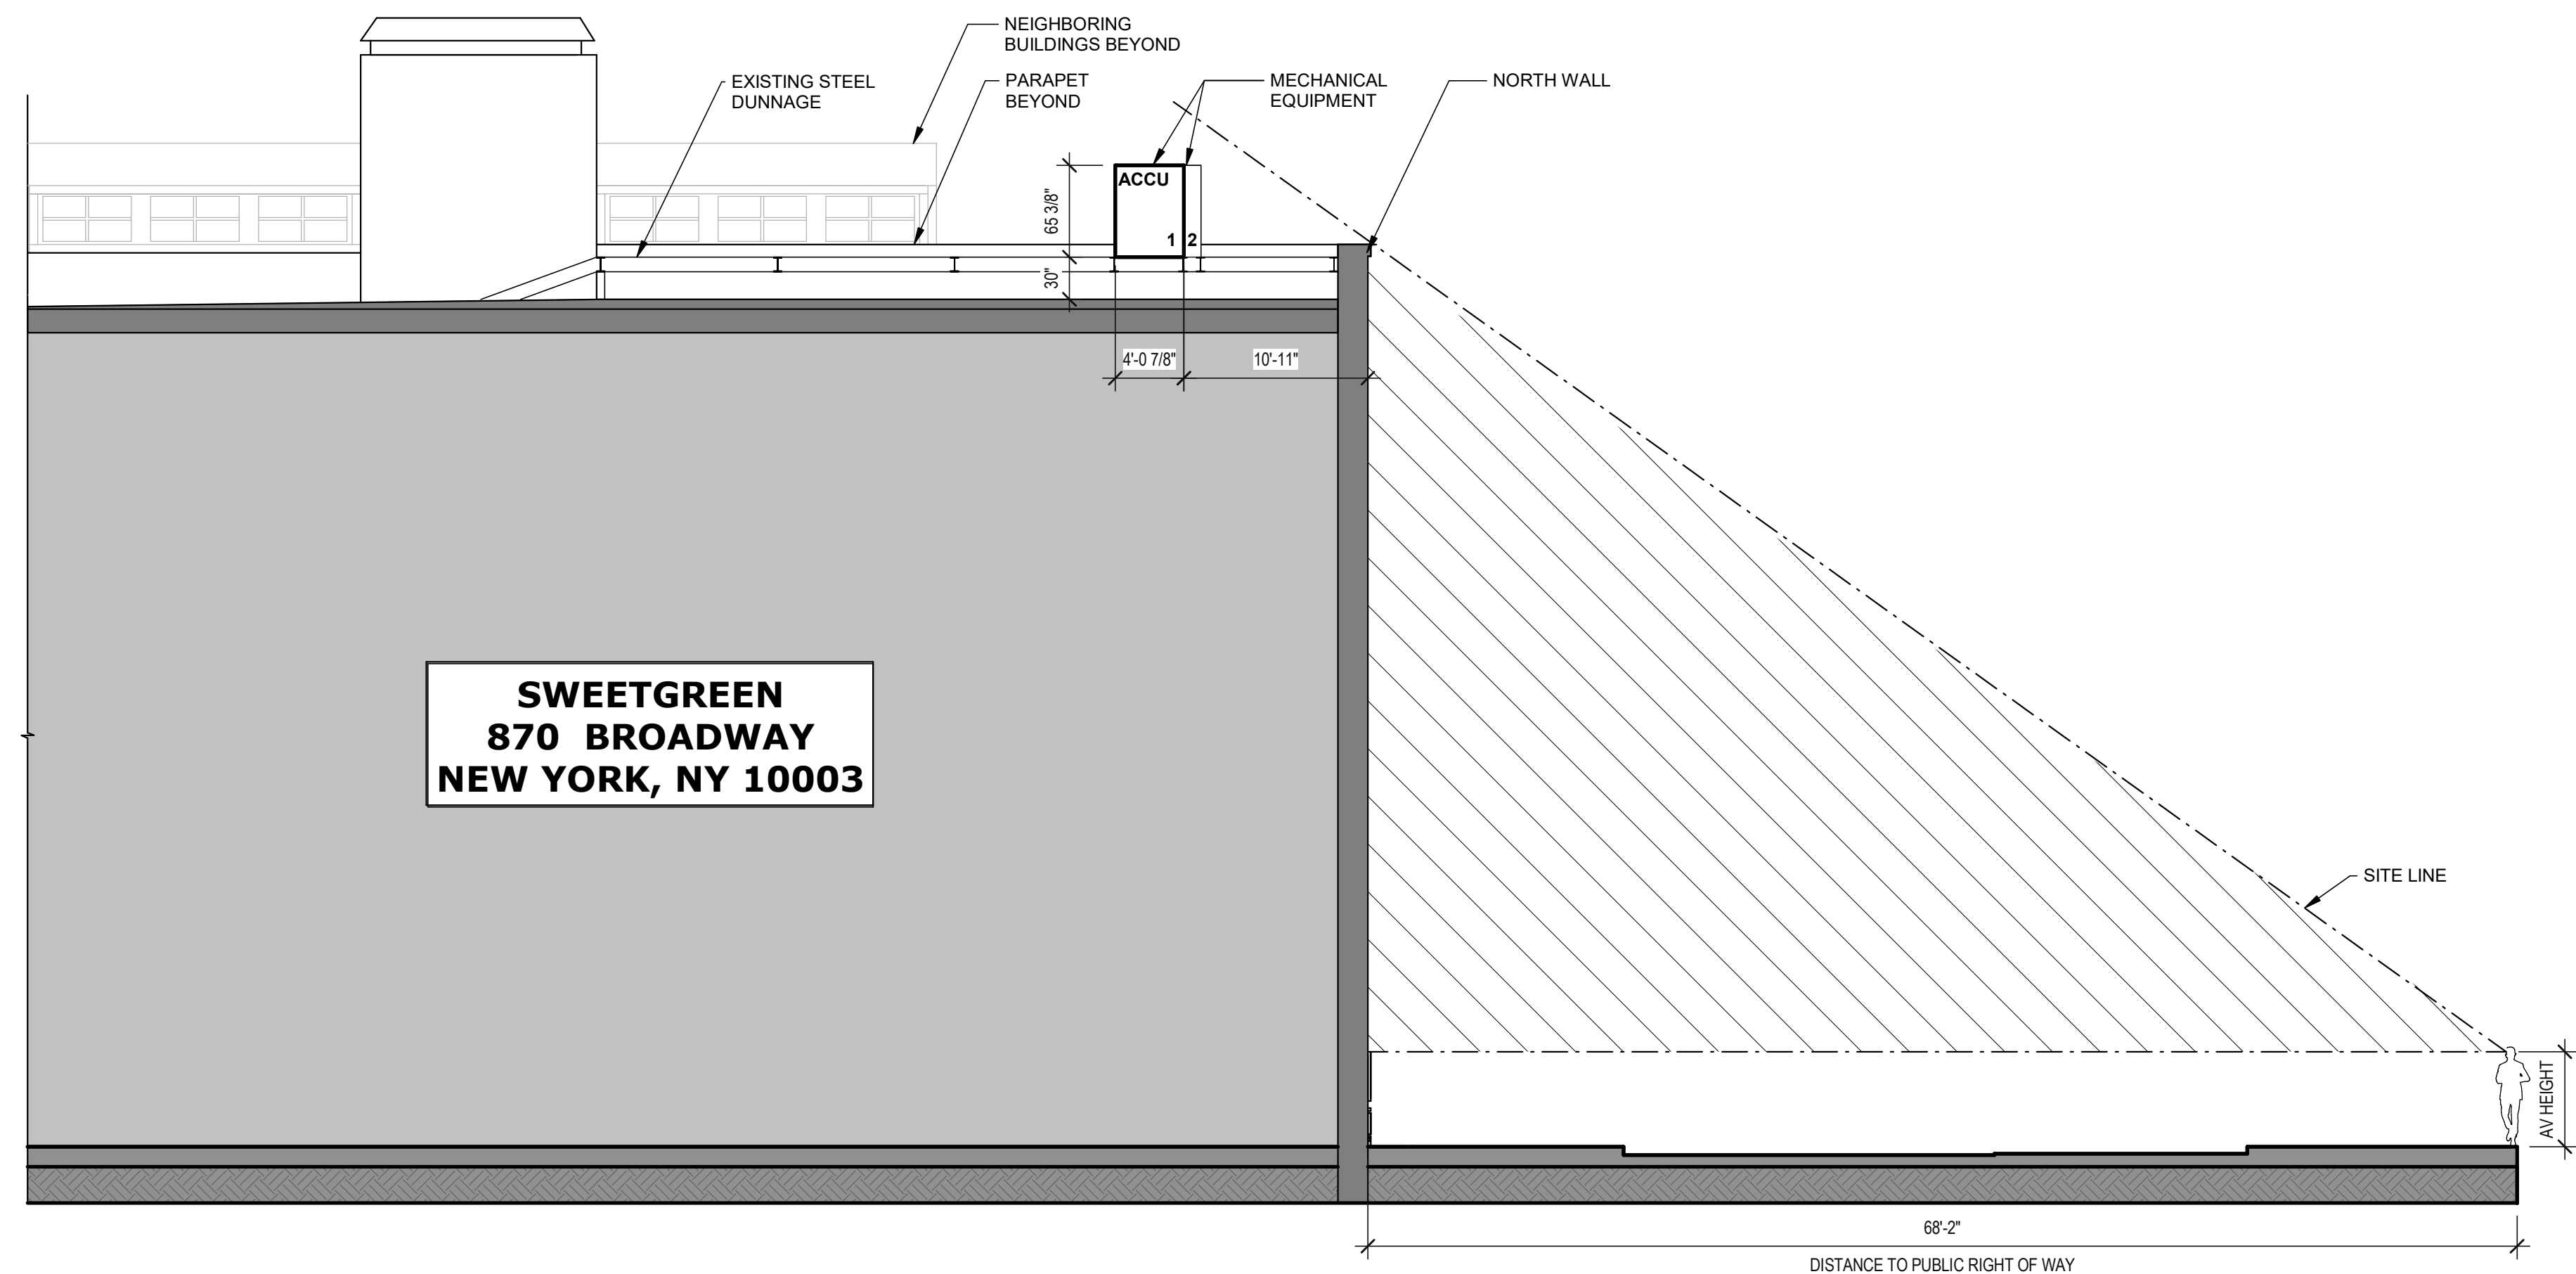 NEIGHBORING
BUILDINGS BEYOND
EXISTING STEEL
DUNNAGE
PARAPET
BEYOND
MECHANICAL
EQUIPMENT
NORTH WALL
ACCU
1 2
65 3/8"
30"
4'-0 7/8"
10'-11"
SWEETGREEN
870 BROADWAY
NEW YORK, NY 10003
SITE LINE
AV HEIGHT
68'-2"
DISTANCE TO PUBLIC RIGHT OF WAY